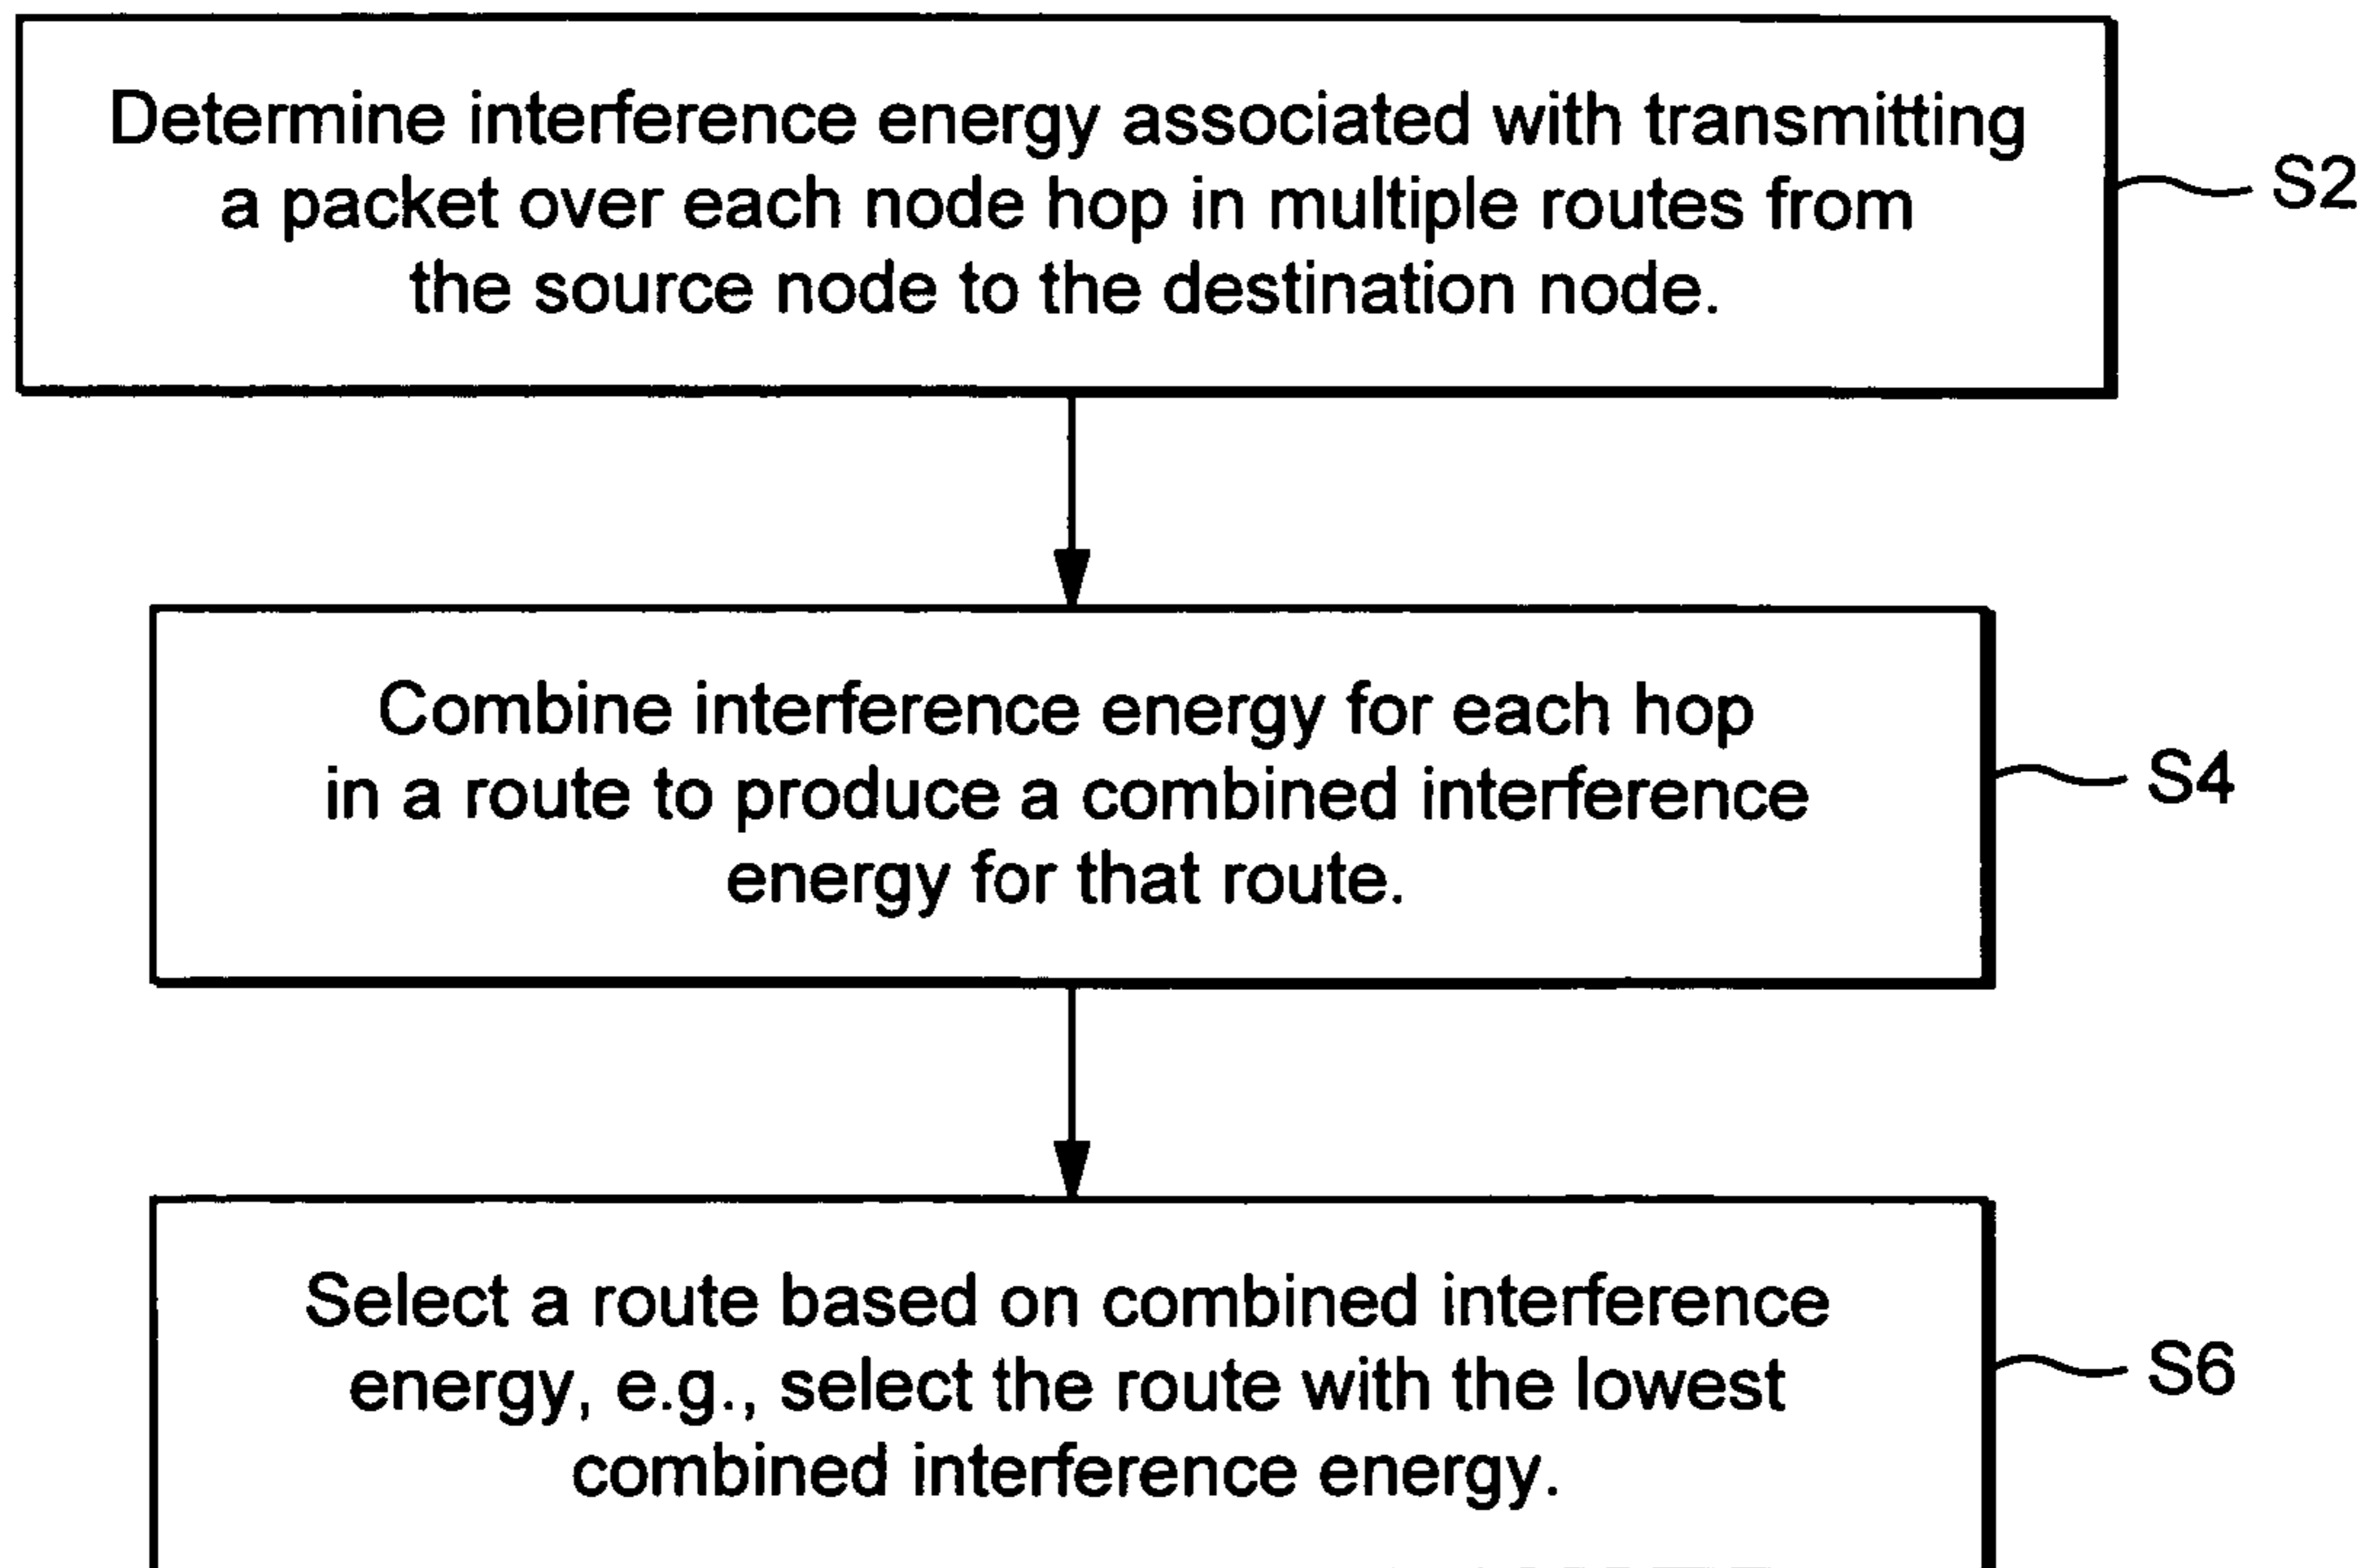 Determine interference energy associated with transmitting
a packet over each node hop in multiple routes from
the source node to the destination node.
S2
Combine interference energy for each hop
in a route to produce a combined interference
energy for that route.
S4
Select a route based on combined interference
energy, e.g., select the route with the lowest
combined interference energy.
S6